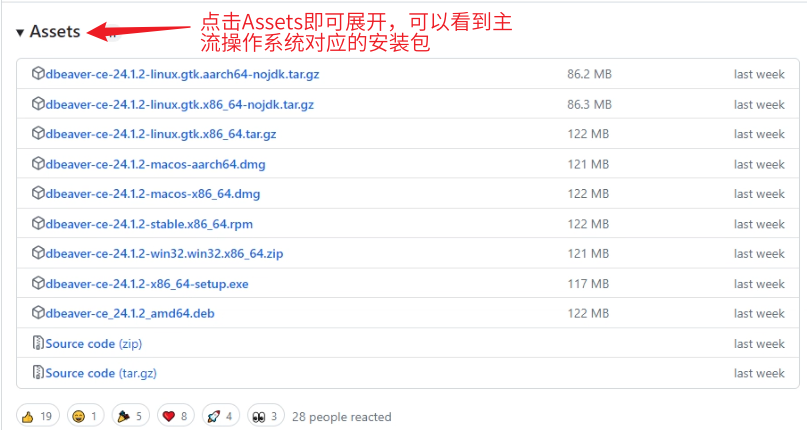 点击Assets即可展开，可以看到主
流操作系统对应的安装包
Assets
dbeaver-ce-24.1.2-linux.gtk.aarch64-nojdk.tar.gz 86.2 MB last week
dbeaver-ce-24.1.2-linux.gtk.x86_64-nojdk.tar.gz 86.3 MB last week
dbeaver-ce-24.1.2-linux.gtk.x86_64.tar.gz 122 MB last week
dbeaver-ce-24.1.2-macos-aarch64.dmg 121 MB last week
dbeaver-ce-24.1.2-macos-x86_64.dmg 122 MB last week
dbeaver-ce-24.1.2-stable.x86_64.rpm 122 MB last week
dbeaver-ce-24.1.2-win32.win32.x86_64.zip 121 MB last week
dbeaver-ce-24.1.2-x86_64-setup.exe 117 MB last week
dbeaver-ce_24.1.2_amd64.deb 122 MB last week
Source code (zip) last week
Source code (tar.gz) last week
19 1 5 8 4 3 28 people reacted